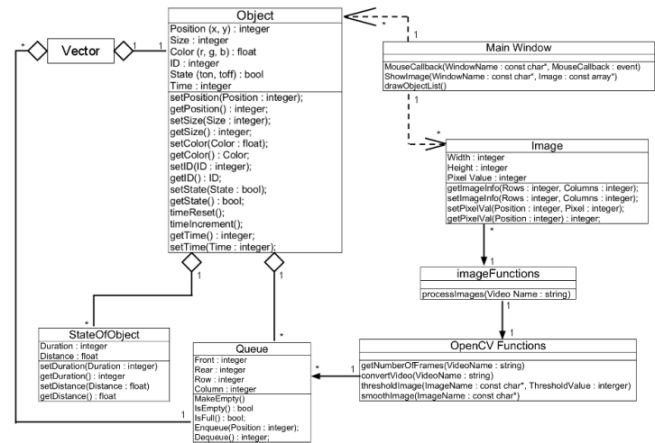 Object
Position (x, y) : integer
Size : integer
Color (r, g, b) : float
ID : integer
State (ton, toff) : bool
Time : integer
setPosition(Position : integer);
getPosition() : integer;
setSize(Size : integer);
getSize() : integer;
setColor(Color : float);
getColor() : Color;
setID(ID : integer);
getID() : ID;
setState(State : bool);
getState() : bool;
timeReset();
timeIncrement();
getTime() : integer;
setTime(Time : integer);
Vector
*
1
1
*
1
Main Window
MouseCallback(WindowName : const char*, MouseCallback : event)
ShowImage(WindowName : const char*, Image : const array*)
drawObjectList()
1
*
Image
Width : integer
Height : integer
Pixel Value : integer
getImageInfo(Rows : integer, Columns : integer);
setImageInfo(Rows : integer, Columns : integer);
setPixelVal(Position : integer, Pixel : integer);
getPixelVal(Position : integer) : integer;
*
1
imageFunctions
processImages(Video Name : string)
1
1
OpenCV Functions
getNumberOfFrames(VideoName : string)
convertVideo(VideoName : string)
thresholdImage(ImageName : const char*, ThresholdValue : interger)
smoothImage(ImageName : const char*)
1
*
1
1
*
*
StateOfObject
Duration : integer
Distance : float
setDuration(Duration : integer)
getDuration() : integer
setDistance(Distance : float)
getDistance() : float
Queue
Front : integer
Rear : integer
Row : integer
Column : integer
MakeEmpty()
IsEmpty() : bool
IsFull() : bool;
Enqueue(Position : integer);
Dequeue() : integer;
1